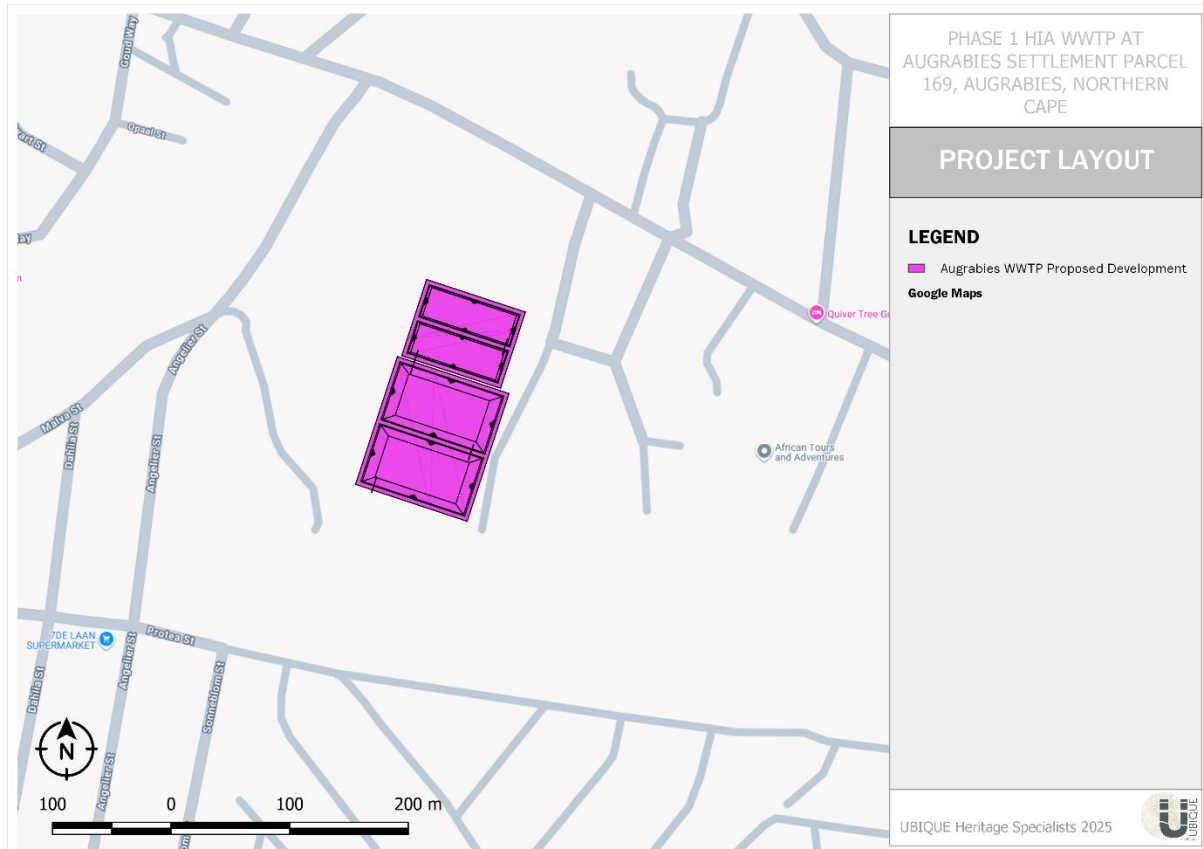 PHASE 1 HIA WWTP AT
AUGRABIES SETTLEMENT PARCEL
169, AUGRABIES, NORTHERN
CAPE
PROJECT LAYOUT
LEGEND
Augrabies WWTP Proposed Development
Google Maps
Goud Way
Opaal St
Angelier St
Malva St
Dahlia St
Angelier St
Quiver Tree
African Tours
and Adventures
7DE LAAN
SUPERMARKET
Protea St
Dahlia St
Angelier St
Sonneblom St
Angelier St
N
100 0 100 200 m
UBIQUE Heritage Specialists 2025
UBIQUE